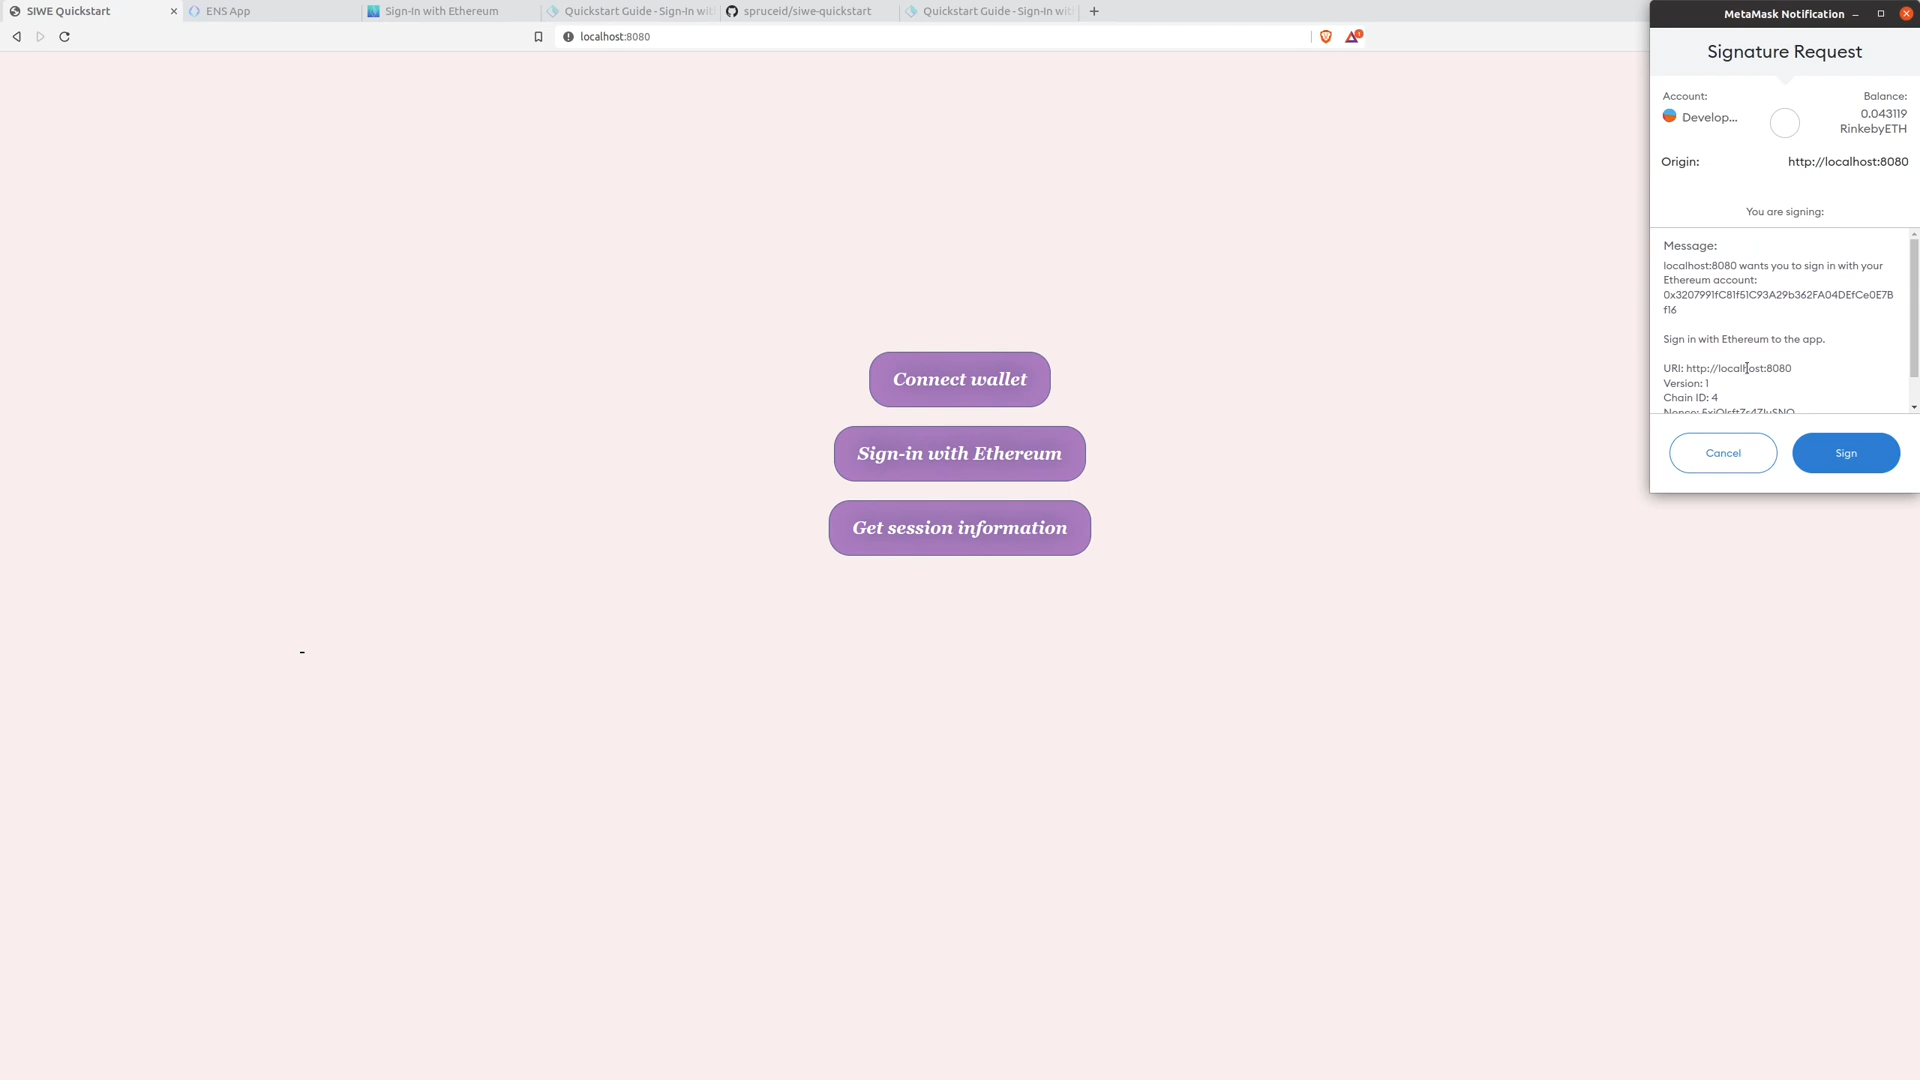 SIWE Quickstart
ENS App
Sign-In with Ethereum
Quickstart Guide - Sign-In wit
spruceid/siwe-quickstart
Quickstart Guide - Sign-In wit
localhost:8080
MetaMask Notification
Signature Request
Account:
Balance:
Develop...
0.043119
RinkebyETH
Origin:
http://localhost:8080
You are signing:
Message:
localhost:8080 wants you to sign in with your
Ethereum account:
0x3207991fC81f51C93A29b362FA04DEfCe0E7B
f16
Sign in with Ethereum to the app.
URI: http://localhost:8080
Version: 1
Chain ID: 4
Nonce:
Cancel
Sign
Connect wallet
Sign-in with Ethereum
Get session information